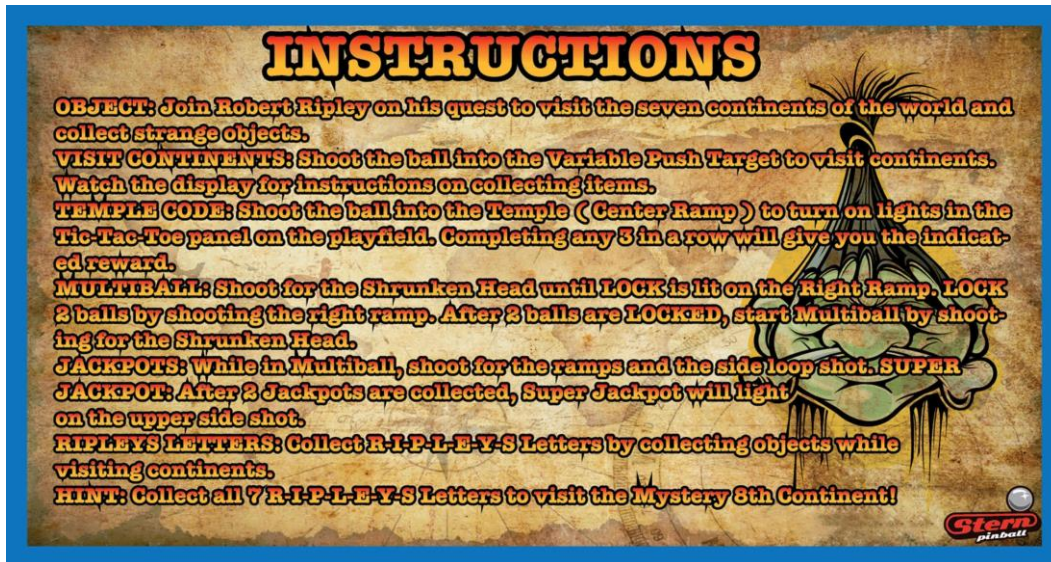 INSTRUCTIONS
OBJECT: Join Robert Ripley on his quest to visit the seven continents of the world and
collect strange objects.
VISIT CONTINENTS: Shoot the ball into the Variable Push Target to visit continents.
Watch the display for instructions on collecting items.
TEMPLE CODE: Shoot the ball into the Temple ( Center Ramp ) to turn on lights in the
Tic-Tac-Toe panel on the playfield. Completing any 3 in a row will give you the indicat-
ed reward.
MULTIBALL: Shoot for the Shrunken Head until LOCK is lit on the Right Ramp. LOCK
2 balls by shooting the right ramp. After 2 balls are LOCKED, start Multiball by shoot-
ing for the Shrunken Head.
JACKPOTS: While in Multiball, shoot for the ramps and the side loop shot. SUPER
JACKPOT: After 2 Jackpots are collected, Super Jackpot will light
on the upper side shot.
RIPLEYS LETTERS: Collect R-I-P-L-E-Y-S Letters by collecting objects while
visiting continents.
HINT: Collect all 7 R-I-P-L-E-Y-S Letters to visit the Mystery 8th Continent!
Stern
pinball